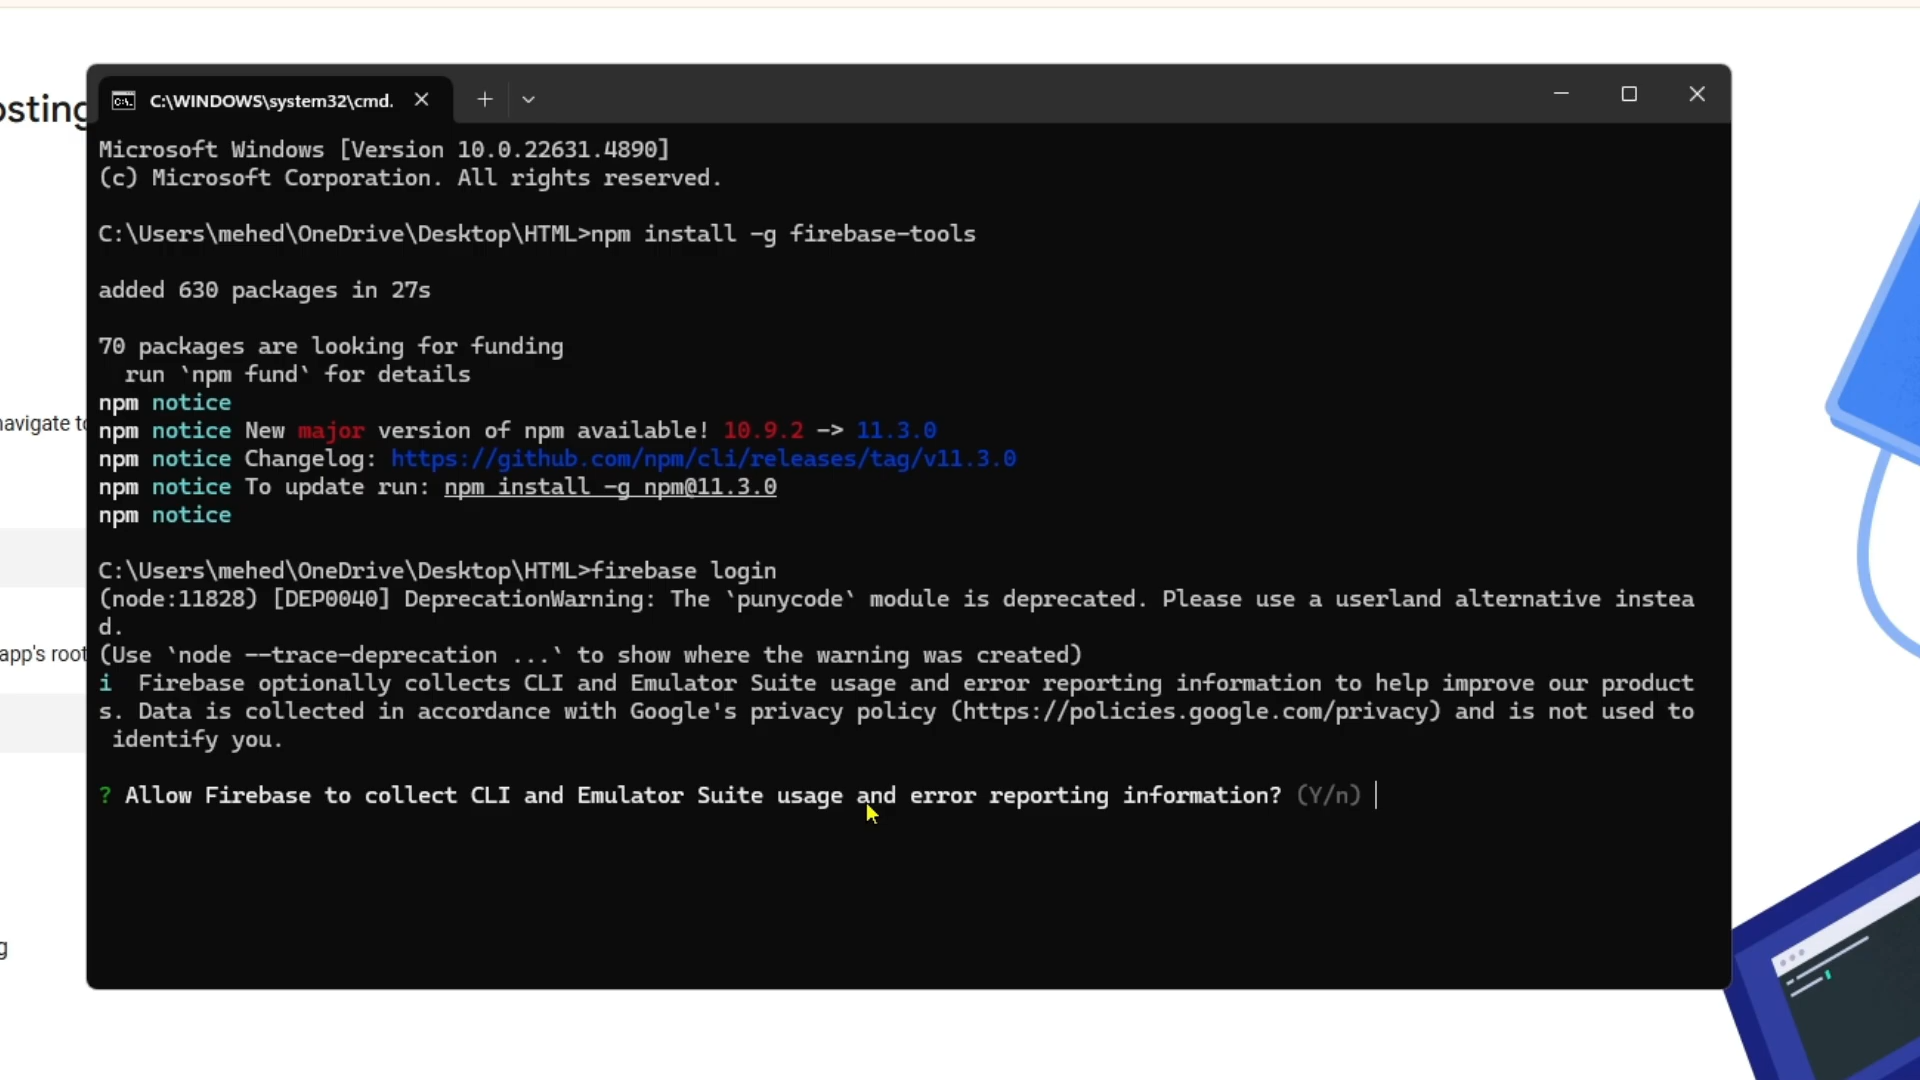 osting
C:\WINDOWS\system32\cmd.
Microsoft Windows [Version 10.0.22631.4890]
(c) Microsoft Corporation. All rights reserved.
C:\Users\mehed\OneDrive\Desktop\HTML>npm install -g firebase-tools
added 630 packages in 27s
70 packages are looking for funding
run `npm fund` for details
npm notice
npm notice New major version of npm available! 10.9.2 -> 11.3.0
npm notice Changelog: https://github.com/npm/cli/releases/tag/v11.3.0
npm notice To update run: npm install -g npm@11.3.0
npm notice
navigate to
C:\Users\mehed\OneDrive\Desktop\HTML>firebase login
(node:11828) [DEP0040] DeprecationWarning: The `punycode` module is deprecated. Please use a userland alternative instea
d.
(Use `node --trace-deprecation ...` to show where the warning was created)
app's root
i Firebase optionally collects CLI and Emulator Suite usage and error reporting information to help improve our product
s. Data is collected in accordance with Google's privacy policy (https://policies.google.com/privacy) and is not used to
identify you.
? Allow Firebase to collect CLI and Emulator Suite usage and error reporting information? (Y/n)
g